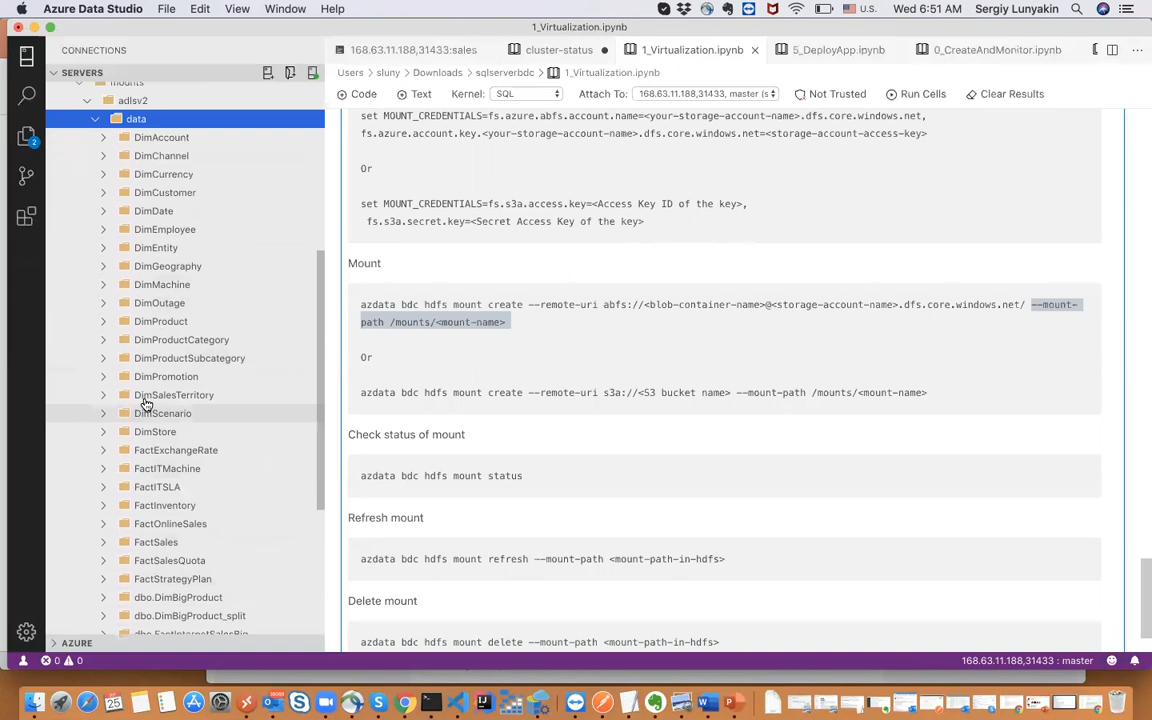 Azure Data Studio File Edit View Window Help U.S. Wed 6:51 AM Sergiy Lunyakin
1_Virtualization.ipynb
CONNECTIONS
168.63.11.188,31433:sales cluster-status 1_Virtualization.ipynb 5_DeployApp.ipynb 0_CreateAndMonitor.ipynb
SERVERS
Users sluny Downloads sqlserverbdc 1_Virtualization.ipynb
Code Text Kernel: SQL Attach To: 168.63.11.188,31433, master (s Not Trusted Run Cells Clear Results
mounts
adlsv2
data
DimAccount
DimChannel
DimCurrency
DimCustomer
DimDate
DimEmployee
DimEntity
DimGeography
DimMachine
DimOutage
DimProduct
DimProductCategory
DimProductSubcategory
DimPromotion
DimSalesTerritory
DimScenario
DimStore
FactExchangeRate
FactITMachine
FactITSLA
FactInventory
FactOnlineSales
FactSales
FactSalesQuota
FactStrategyPlan
dbo.DimBigProduct
dbo.DimBigProduct_split
dbo.FactInternetSalesBig
AZURE
2
set MOUNT_CREDENTIALS=fs.azure.abfs.account.name=<your-storage-account-name>.dfs.core.windows.net,
fs.azure.account.key.<your-storage-account-name>.dfs.core.windows.net=<storage-account-access-key>
Or
set MOUNT_CREDENTIALS=fs.s3a.access.key=<Access Key ID of the key>,
fs.s3a.secret.key=<Secret Access Key of the key>
Mount
azdata bdc hdfs mount create --remote-uri abfs://<blob-container-name>@<storage-account-name>.dfs.core.windows.net/ --mount-
path /mounts/<mount-name>
Or
azdata bdc hdfs mount create --remote-uri s3a://<S3 bucket name> --mount-path /mounts/<mount-name>
Check status of mount
azdata bdc hdfs mount status
Refresh mount
azdata bdc hdfs mount refresh --mount-path <mount-path-in-hdfs>
Delete mount
azdata bdc hdfs mount delete --mount-path <mount-path-in-hdfs>
0 0 168.63.11.188,31433 : master